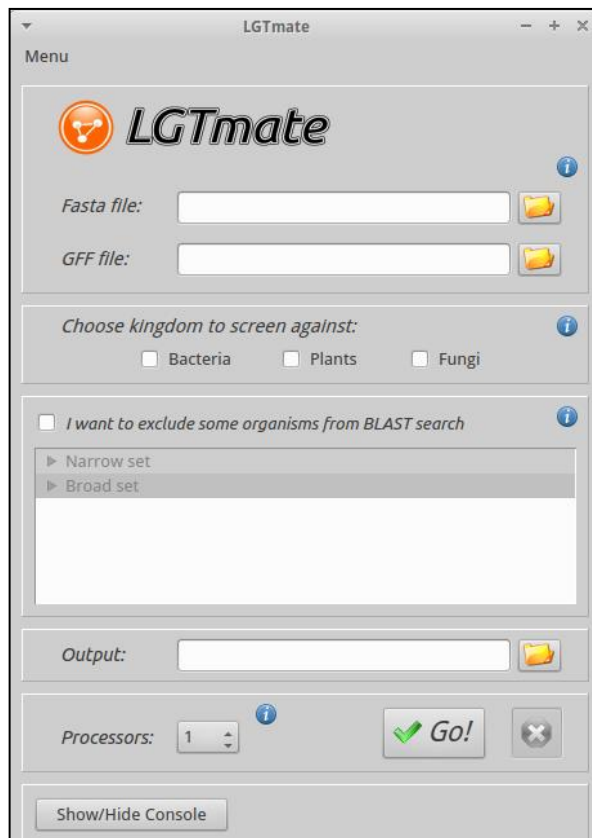 LGTmate
Menu
LGTmate
Fasta file:
GFF file:
Choose kingdom to screen against:
Bacteria Plants Fungi
I want to exclude some organisms from BLAST search
Narrow set
Broad set
Output:
Processors: 1 Go!
Show/Hide Console